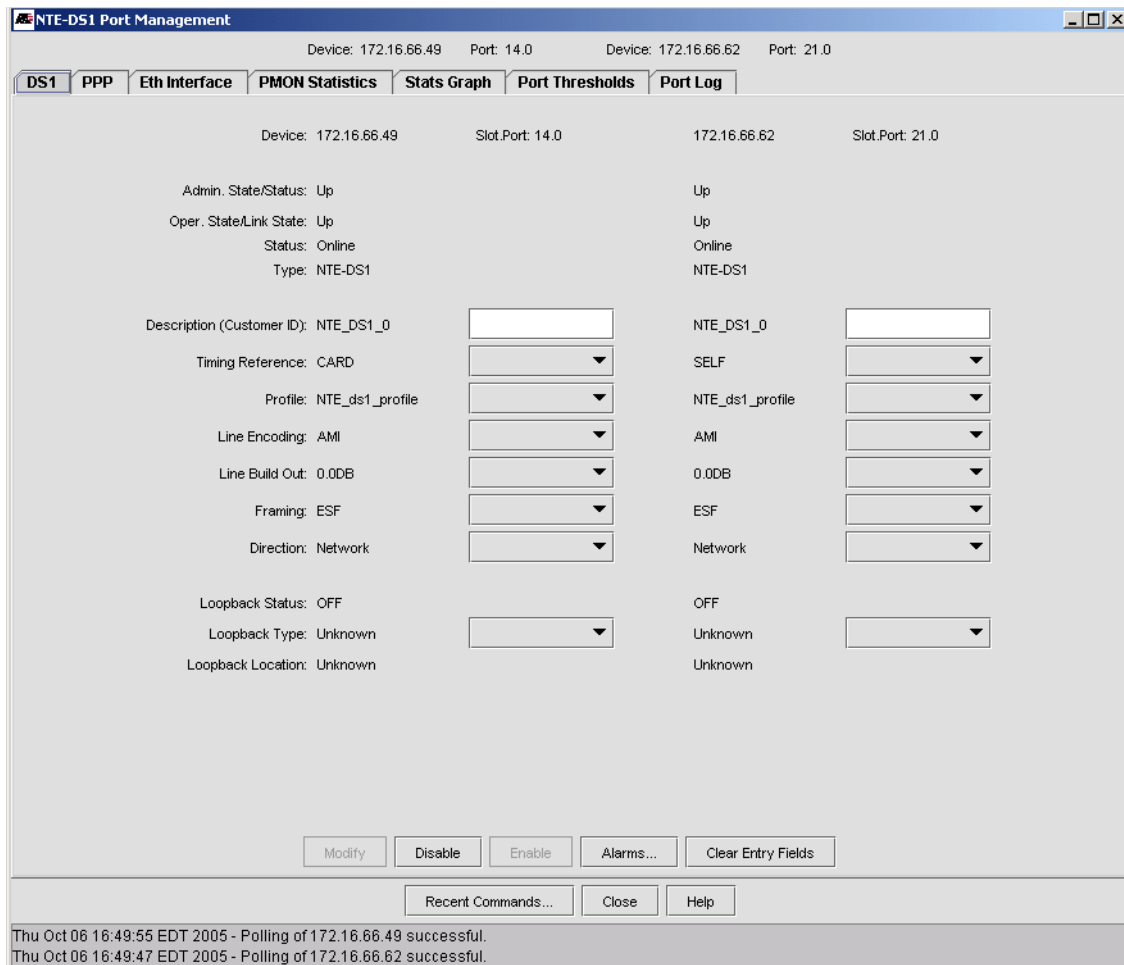 NTE-DS1 Port Management
Device: 172.16.66.49 Port: 14.0 Device: 172.16.66.62 Port: 21.0
DS1 PPP Eth Interface PMON Statistics Stats Graph Port Thresholds Port Log
Device: 172.16.66.49 Slot.Port: 14.0 172.16.66.62 Slot.Port: 21.0
Admin. State/Status: Up Up
Oper. State/Link State: Up Up
Status: Online Online
Type: NTE-DS1 NTE-DS1
Description (Customer ID): NTE_DS1_0 NTE_DS1_0
Timing Reference: CARD SELF
Profile: NTE_ds1_profile NTE_ds1_profile
Line Encoding: AMI AMI
Line Build Out: 0.0DB 0.0DB
Framing: ESF ESF
Direction: Network Network
Loopback Status: OFF OFF
Loopback Type: Unknown Unknown
Loopback Location: Unknown Unknown
Modify Disable Enable Alarms... Clear Entry Fields
Recent Commands... Close Help
Thu Oct 06 16:49:55 EDT 2005 - Polling of 172.16.66.49 successful.
Thu Oct 06 16:49:47 EDT 2005 - Polling of 172.16.66.62 successful.